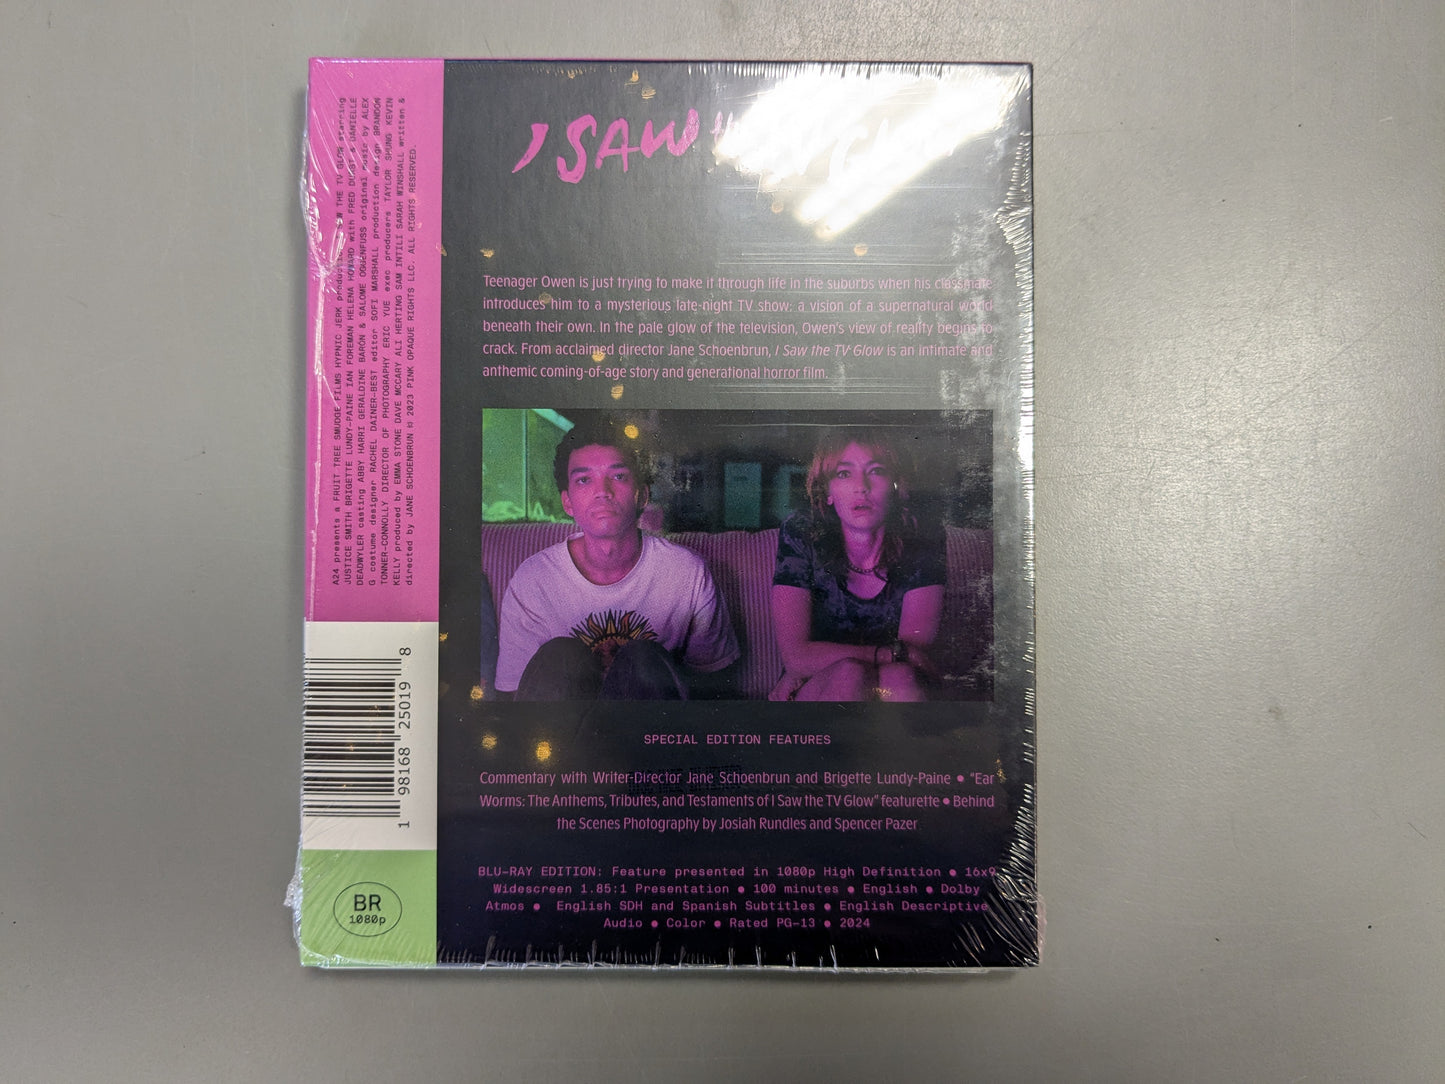 I SAW
Teenager Owen is just trying to make it through life in the suburbs when his classmate
introduces him to a mysterious late-night TV show: a vision of a supernatural world
beneath their own. In the pale glow of the television, Owen's view of reality begins to
crack. From acclaimed director Jane Schoenbrun, I Saw the TV Glow is an intimate and
anthemic coming-of-age story and generational horror film.
SPECIAL EDITION FEATURES
Commentary with Writer-Director Jane Schoenbrun and Brigette Lundy-Paine ● "Ear
Worms: The Anthems, Tributes, and Testaments of I Saw the TV Glow" featurette ● Behind
the Scenes Photography by Josiah Rundles and Spencer Pazer
BLU-RAY EDITION: Feature presented in 1080p High Definition ● 16x9
Widescreen 1.85:1 Presentation ● 100 minutes ● English ● Dolby
Atmos ● English SDH and Spanish Subtitles ● English Descriptive
Audio ● Color ● Rated PG-13 ● 2024
A24 presents a FRUIT TREE SMUDGE FILMS HYPNIC JERK THE TV GLOW starring
JUSTICE SMITH BRIGETTE LUNDY-PAINE IAN FOREMAN HELENA HOWARD with FRED DURST & DANIELLE
DEADWYLER casting ABBY HARRI GERALDINE BARÓN & SALOME OGGENFUSS original music by ALEX
G costume designer RACHEL DAINER-BEST editor SOFI MARSHALL production design BRANDON
TONNER-CONNOLLY DIRECTOR OF PHOTOGRAPHY ERIC YUE exec producers TAYLOR SHUNG KEVIN
KELLY produced by EMMA STONE DAVE MCCARY ALI HERTING SAM INTILI SARAH WINSHALL written &
directed by JANE SCHOENBRUN © 2023 PINK OPAQUE RIGHTS LLC. ALL RIGHTS RESERVED.
1 98168 25019 8
BR
1080p